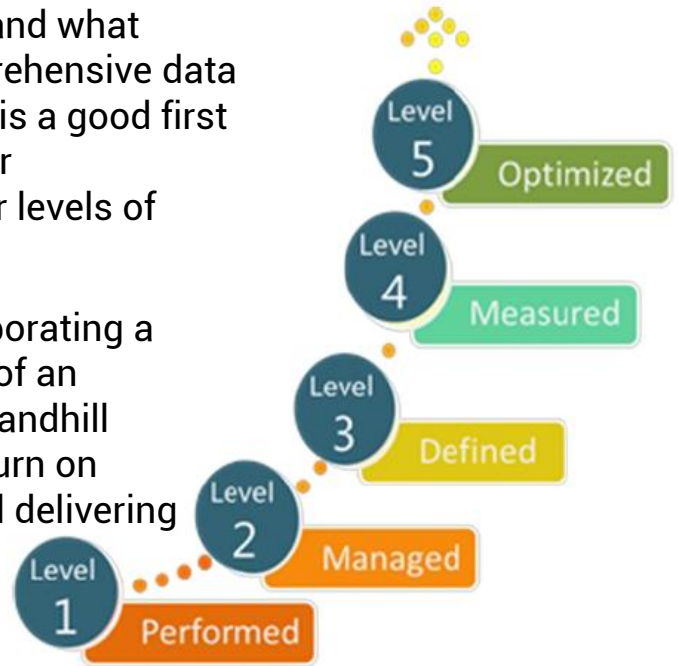 and what
rehensive data
is a good first
r
r levels of
porating a
of an
andhill
urn on
d delivering
Level
5
Optimized
Level
4
Measured
Level
3
Defined
Level
2
Managed
Level
1
Performed